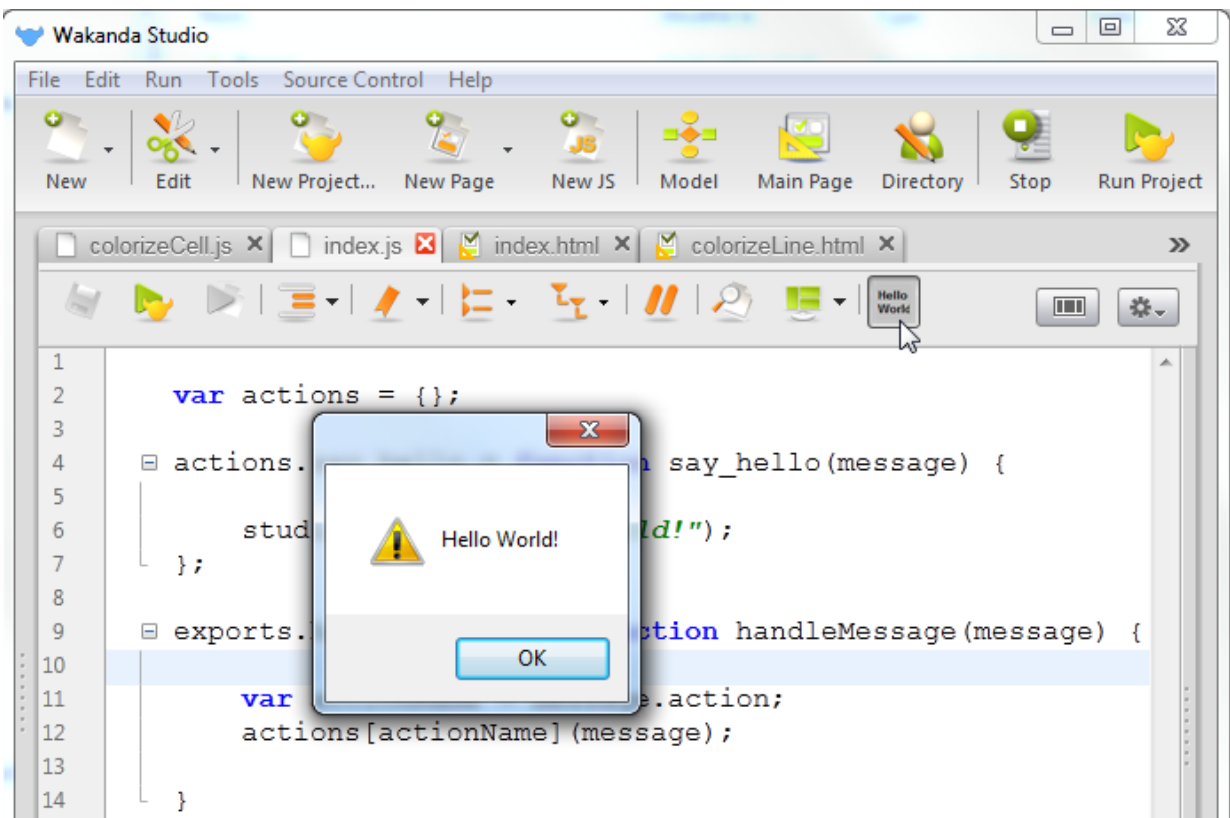 Wakanda Studio
File Edit Run Tools Source Control Help
New Edit New Project... New Page New JS Model Main Page Directory Stop Run Project
colorizeCell.js index.js index.html colorizeLine.html
Hello
World
1
2 var actions = {};
3
4 actions. say_hello(message) {
5
6 stud ld!");
7 };
8
9 exports. ction handleMessage(message) {
10
11 var .action;
12 actions[actionName](message);
13
14 }
Hello World!
OK